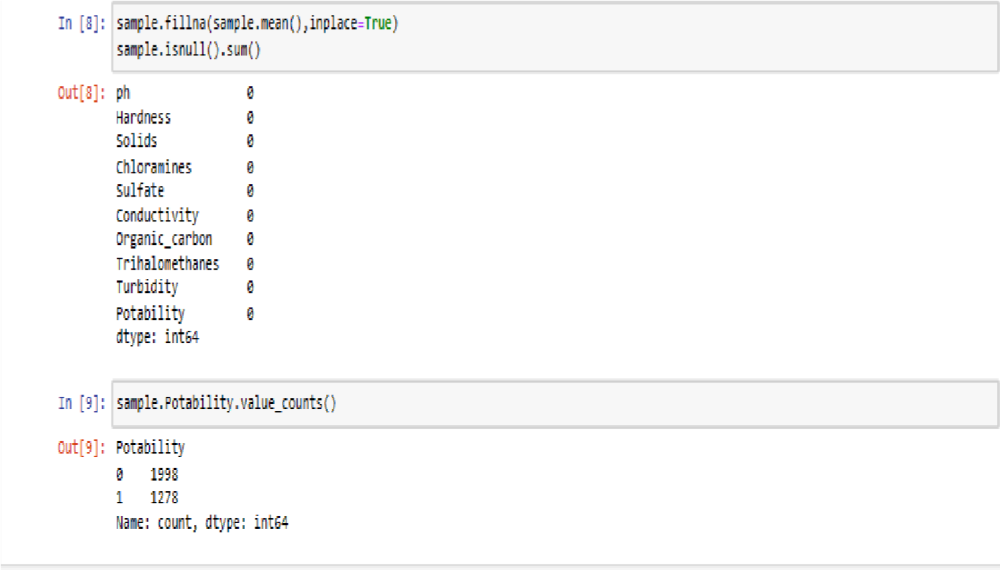 In [8]: sample.fillna(sample.mean(),inplace=True)
sample.isnull().sum()
Out[8]: ph 0
Hardness 0
Solids 0
Chloramines 0
Sulfate 0
Conductivity 0
Organic_carbon 0
Trihalomethanes 0
Turbidity 0
Potability 0
dtype: int64
In [9]: sample.Potability.value_counts()
Out[9]: Potability
0 1998
1 1278
Name: count, dtype: int64